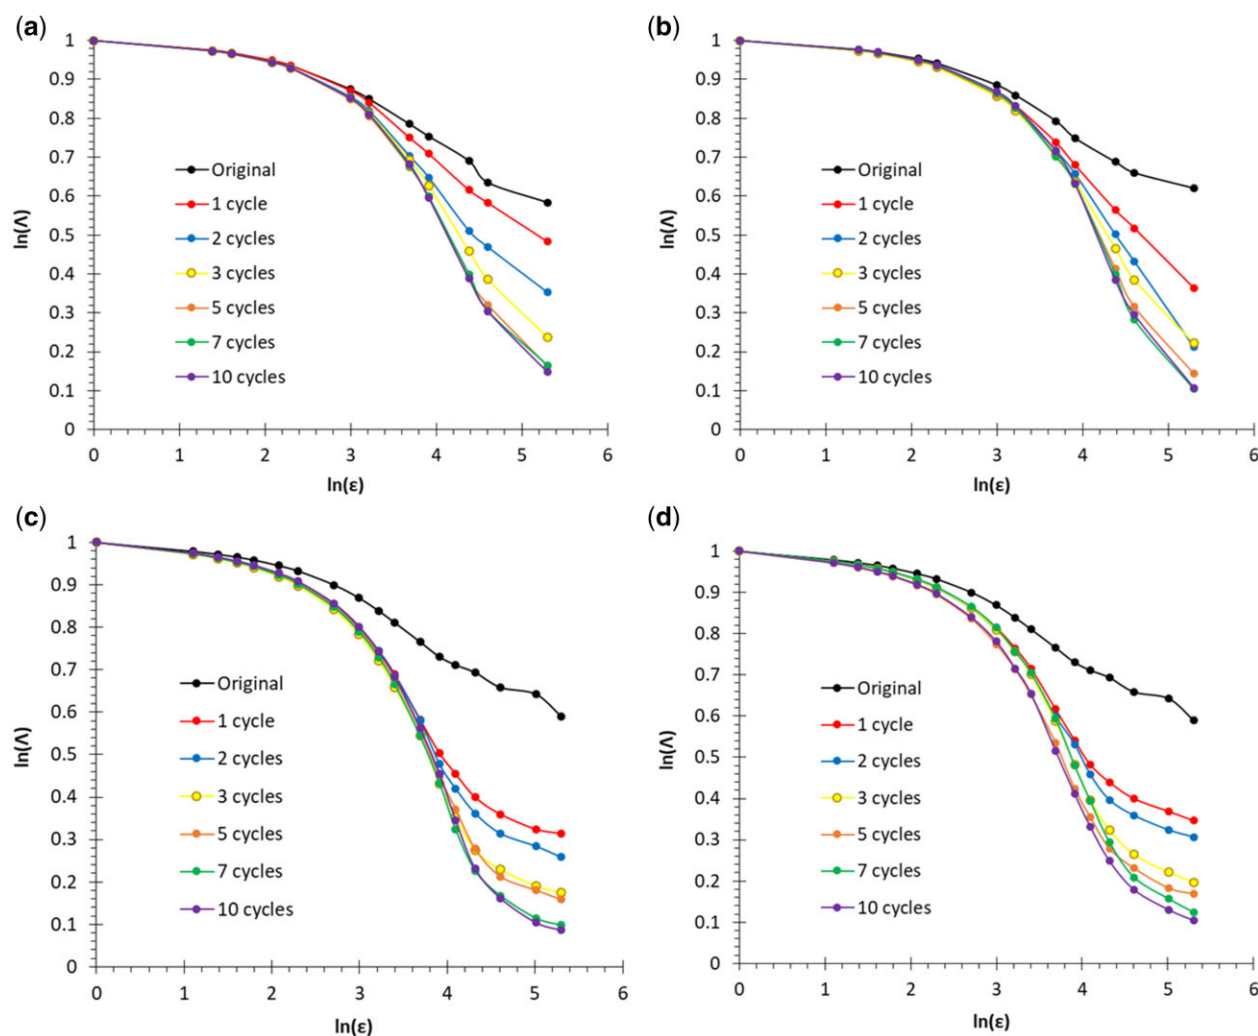 (a)
1
0.9
0.8
0.7
0.6
0.5
0.4
0.3
0.2
0.1
0
ln(Λ)
Original
1 cycle
2 cycles
3 cycles
5 cycles
7 cycles
10 cycles
0 1 2 3 4 5 6
ln(ε)
(b)
1
0.9
0.8
0.7
0.6
0.5
0.4
0.3
0.2
0.1
0
ln(Λ)
Original
1 cycle
2 cycles
3 cycles
5 cycles
7 cycles
10 cycles
0 1 2 3 4 5 6
ln(ε)
(c)
1
0.9
0.8
0.7
0.6
0.5
0.4
0.3
0.2
0.1
0
ln(Λ)
Original
1 cycle
2 cycles
3 cycles
5 cycles
7 cycles
10 cycles
0 1 2 3 4 5 6
ln(ε)
(d)
1
0.9
0.8
0.7
0.6
0.5
0.4
0.3
0.2
0.1
0
ln(Λ)
Original
1 cycle
2 cycles
3 cycles
5 cycles
7 cycles
10 cycles
0 1 2 3 4 5 6
ln(ε)